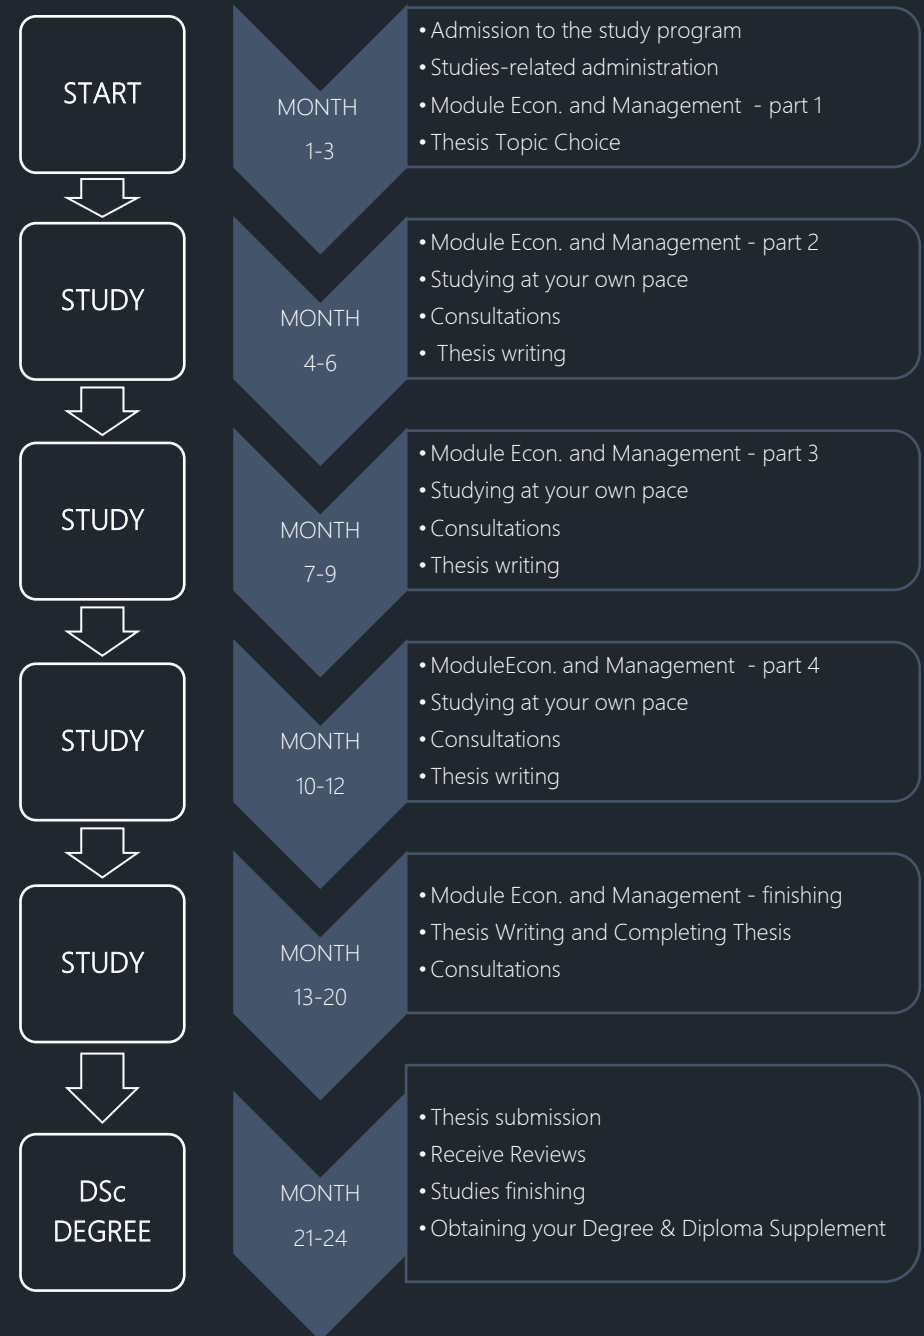 START
MONTH
1-3
• Admission to the study program
• Studies-related administration
• Module Econ. and Management - part 1
• Thesis Topic Choice
STUDY
MONTH
4-6
• Module Econ. and Management - part 2
• Studying at your own pace
• Consultations
• Thesis writing
STUDY
MONTH
7-9
• Module Econ. and Management - part 3
• Studying at your own pace
• Consultations
• Thesis writing
STUDY
MONTH
10-12
• ModuleEcon. and Management - part 4
• Studying at your own pace
• Consultations
• Thesis writing
STUDY
MONTH
13-20
• Module Econ. and Management - finishing
• Thesis Writing and Completing Thesis
• Consultations
DSc
DEGREE
MONTH
21-24
• Thesis submission
• Receive Reviews
• Studies finishing
• Obtaining your Degree & Diploma Supplement